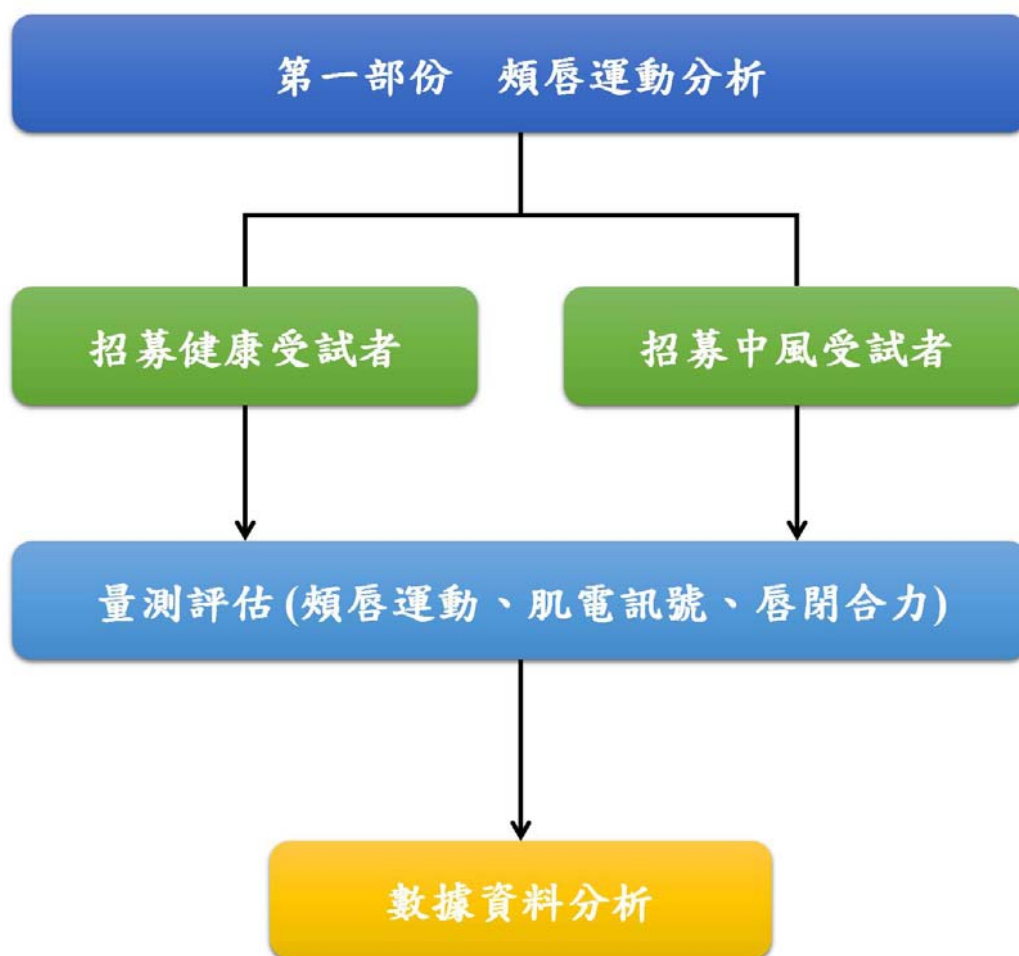 第一部份　頰唇運動分析
招募健康受試者
招募中風受試者
量測評估(頰唇運動、肌電訊號、唇閉合力)
數據資料分析